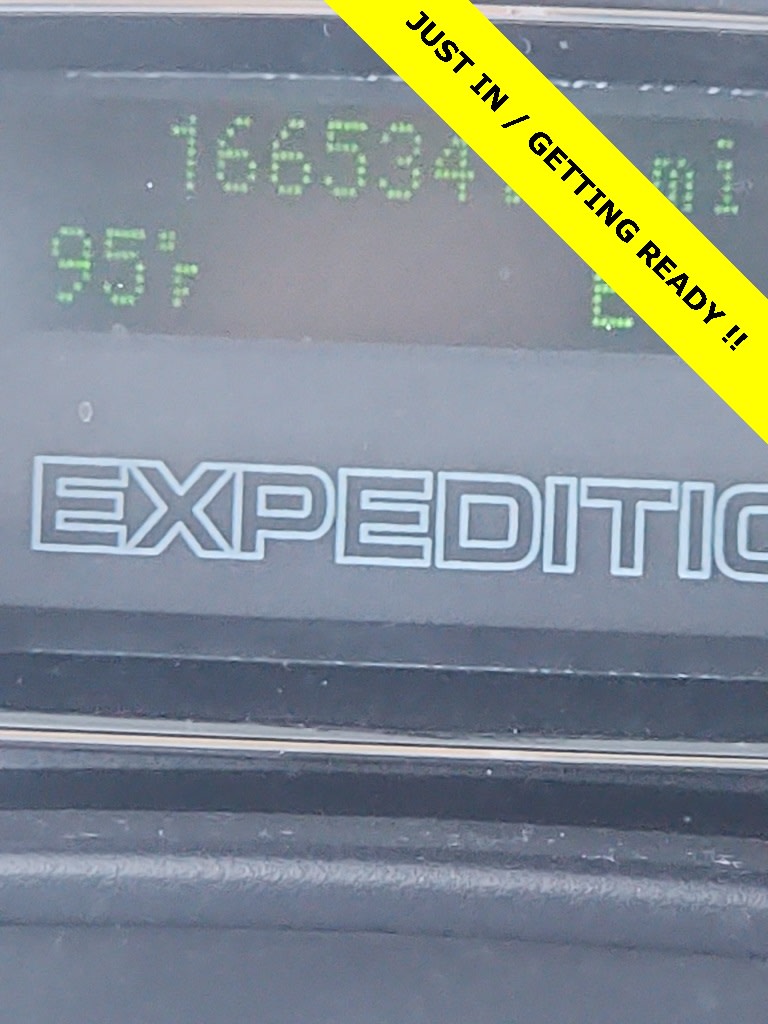 JUST IN / GETTING READY !!
166534. mi
95°F E
EXPEDITIO